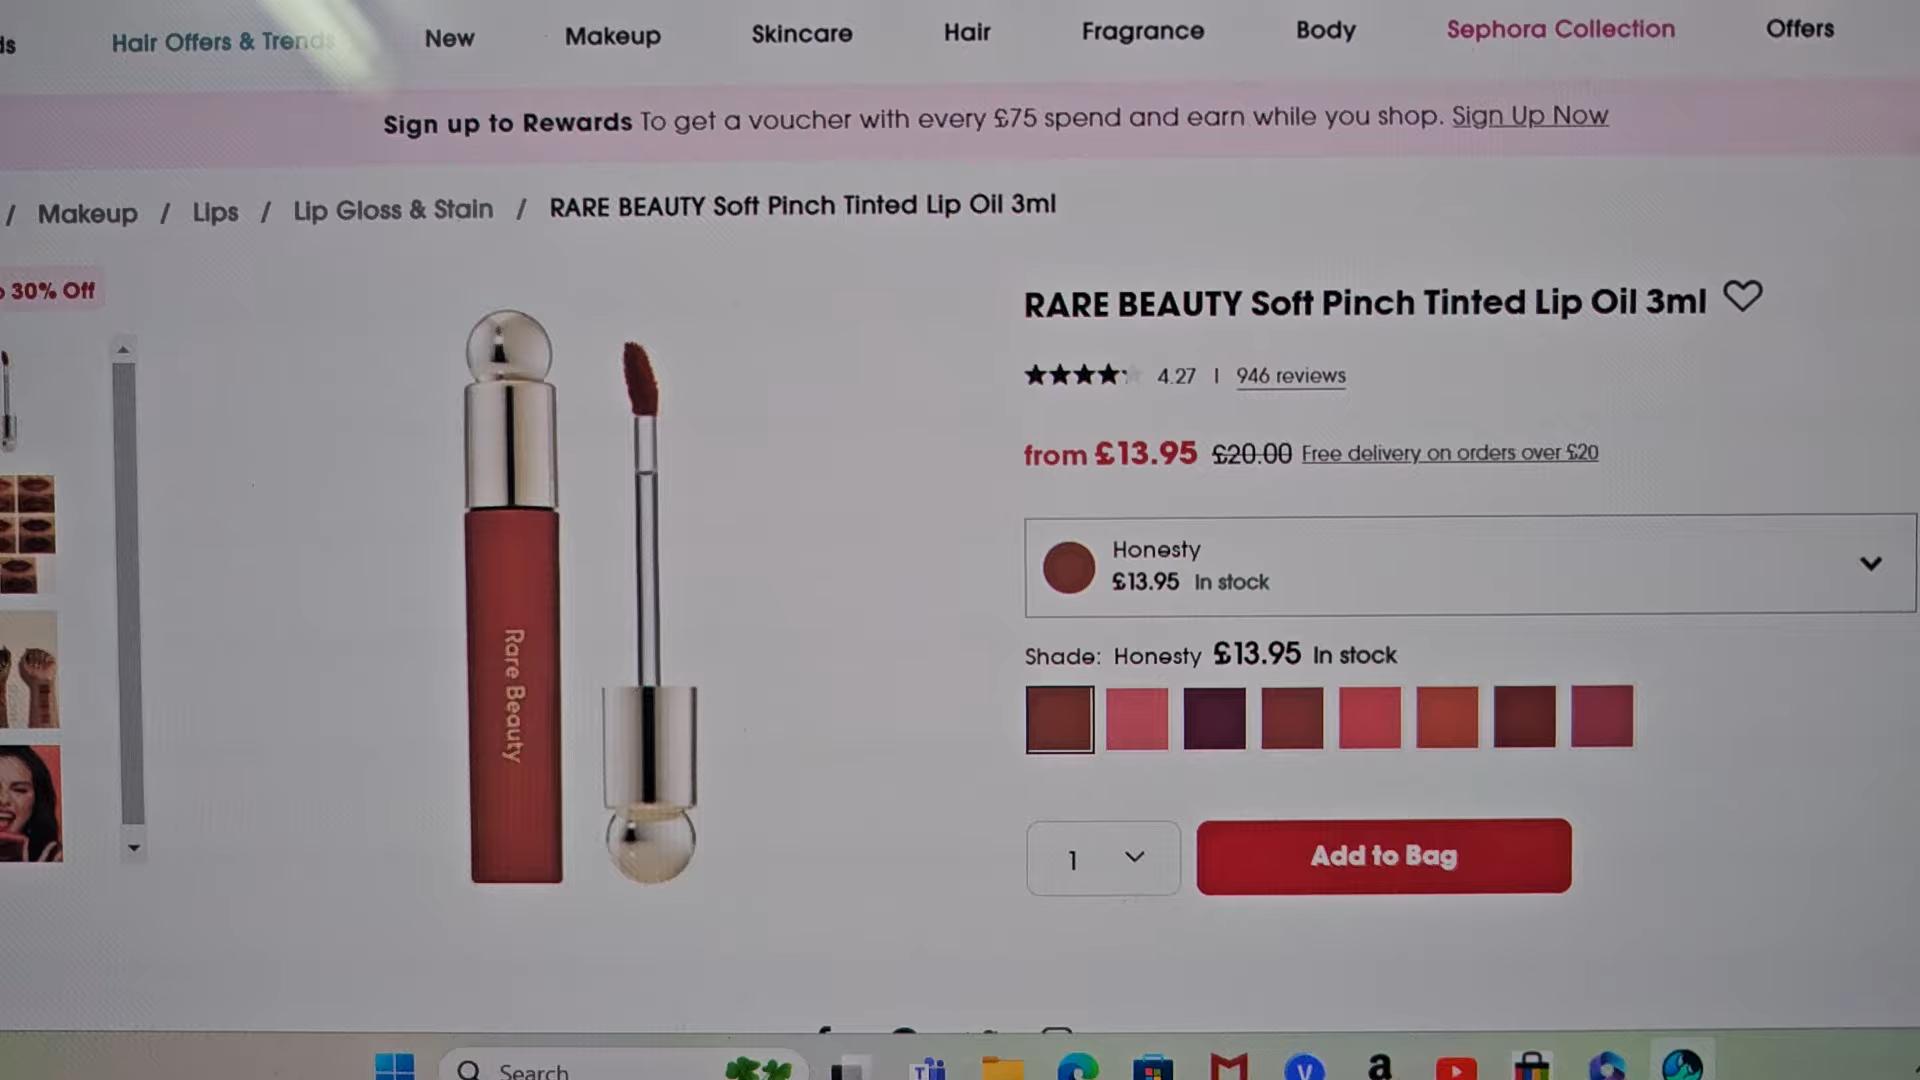 Hair Offers & Trends New Makeup Skincare Hair Fragrance Body Sephora Collection Offers
Sign up to Rewards To get a voucher with every £75 spend and earn while you shop. Sign Up Now
/ Makeup / Lips / Lip Gloss & Stain / RARE BEAUTY Soft Pinch Tinted Lip Oil 3ml
30% Off
RARE BEAUTY Soft Pinch Tinted Lip Oil 3ml
4.27 | 946 reviews
from £13.95 £20.00 Free delivery on orders over £20
Honesty
£13.95 In stock
Shade: Honesty £13.95 In stock
Rare Beauty
1
Add to Bag
Search